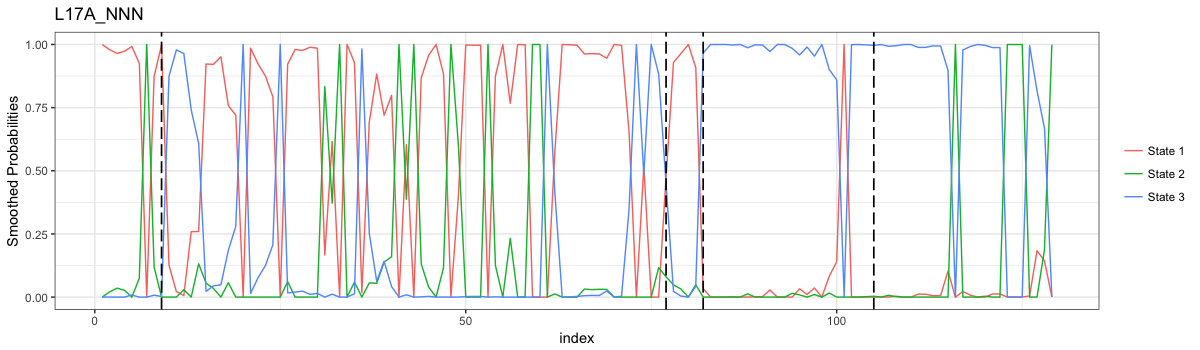 L17A_NNN
Smoothed Probabilities
1.00
0.75
0.50
0.25
0.00
0
50
100
index
State 1
State 2
State 3